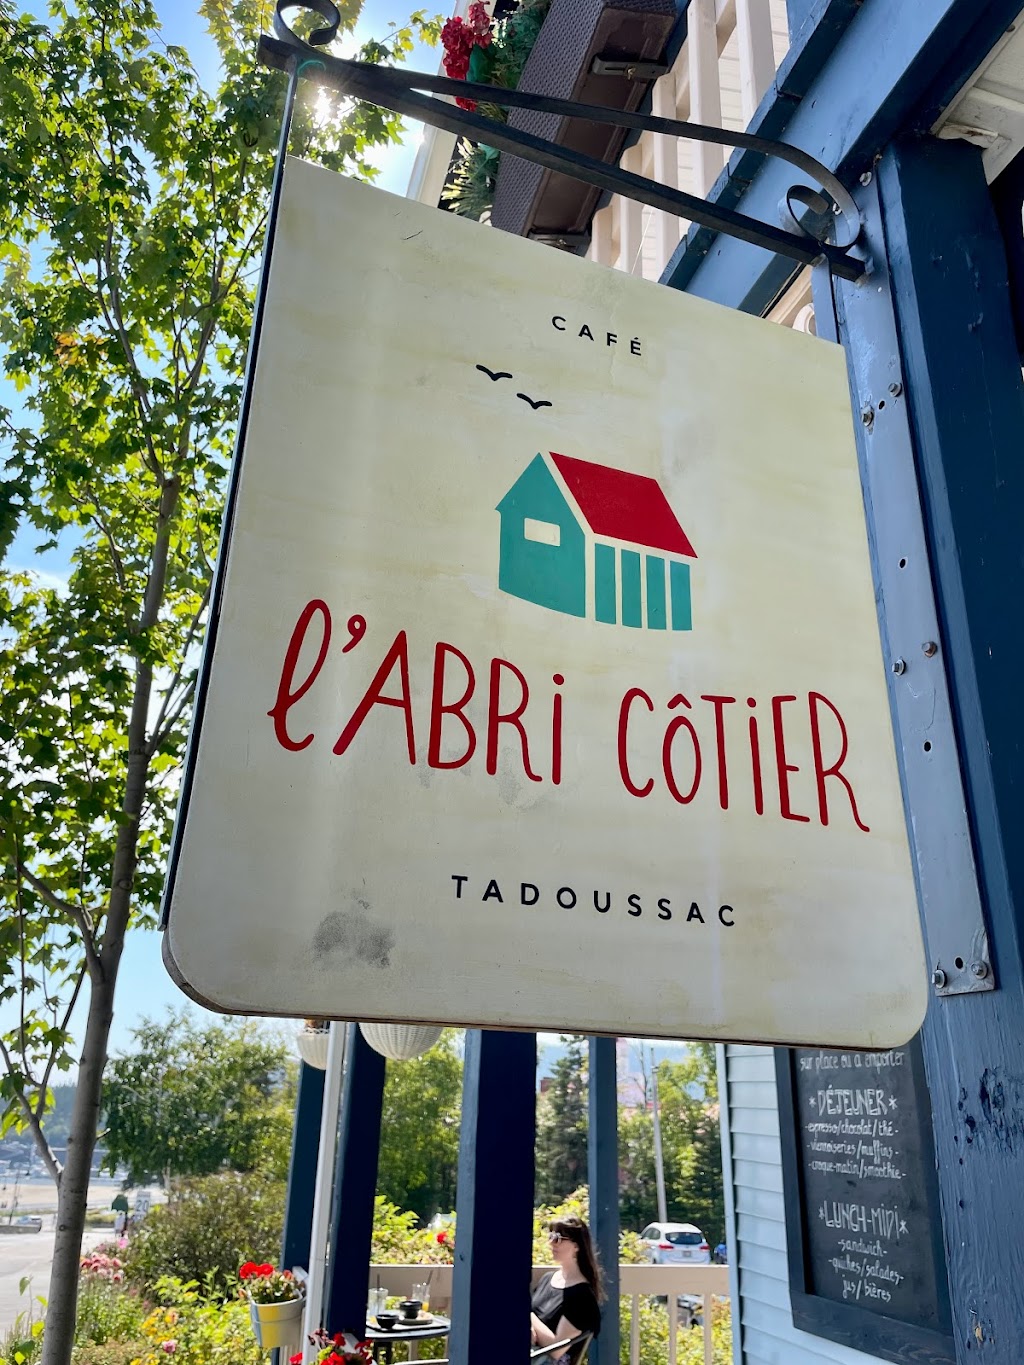 CAFÉ
l'ABRi CÔTiER
TADOUSSAC
sur place ou à emporter
*DÉJEUNER*
-espresso/chocolat/thé-
-viennoiseries/muffins-
-croque-matin/smoothie-
*LUNCH-MiDi*
-sandwich-
-quiches/salades-
jus/bières